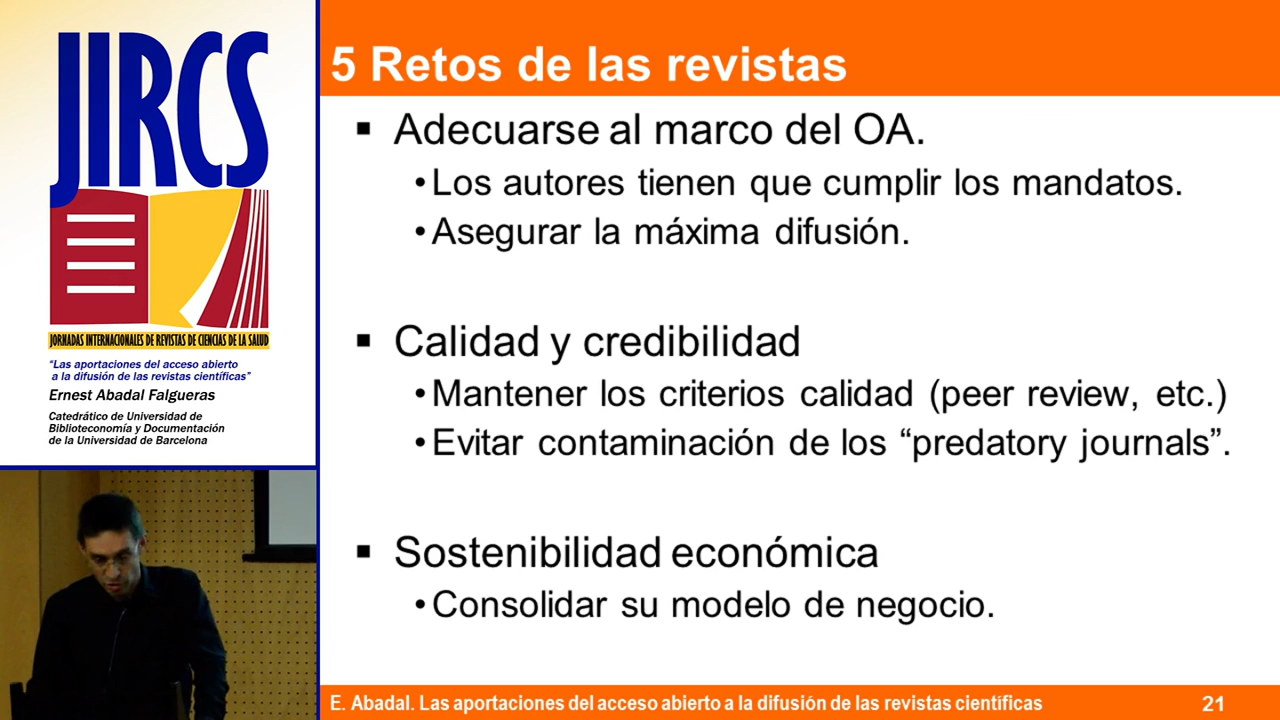 JIRCS
JORNADAS INTERNACIONALES DE REVISTAS DE CIENCIAS DE LA SALUD
“Las aportaciones del acceso abierto
a la difusión de las revistas científicas”
Ernest Abadal Falgueras
Catedrático de Universidad de
Biblioteconomía y Documentación
de la Universidad de Barcelona
5 Retos de las revistas
▪ Adecuarse al marco del OA.
• Los autores tienen que cumplir los mandatos.
• Asegurar la máxima difusión.
▪ Calidad y credibilidad
• Mantener los criterios calidad (peer review, etc.)
• Evitar contaminación de los “predatory journals”.
▪ Sostenibilidad económica
• Consolidar su modelo de negocio.
E. Abadal. Las aportaciones del acceso abierto a la difusión de las revistas científicas 21